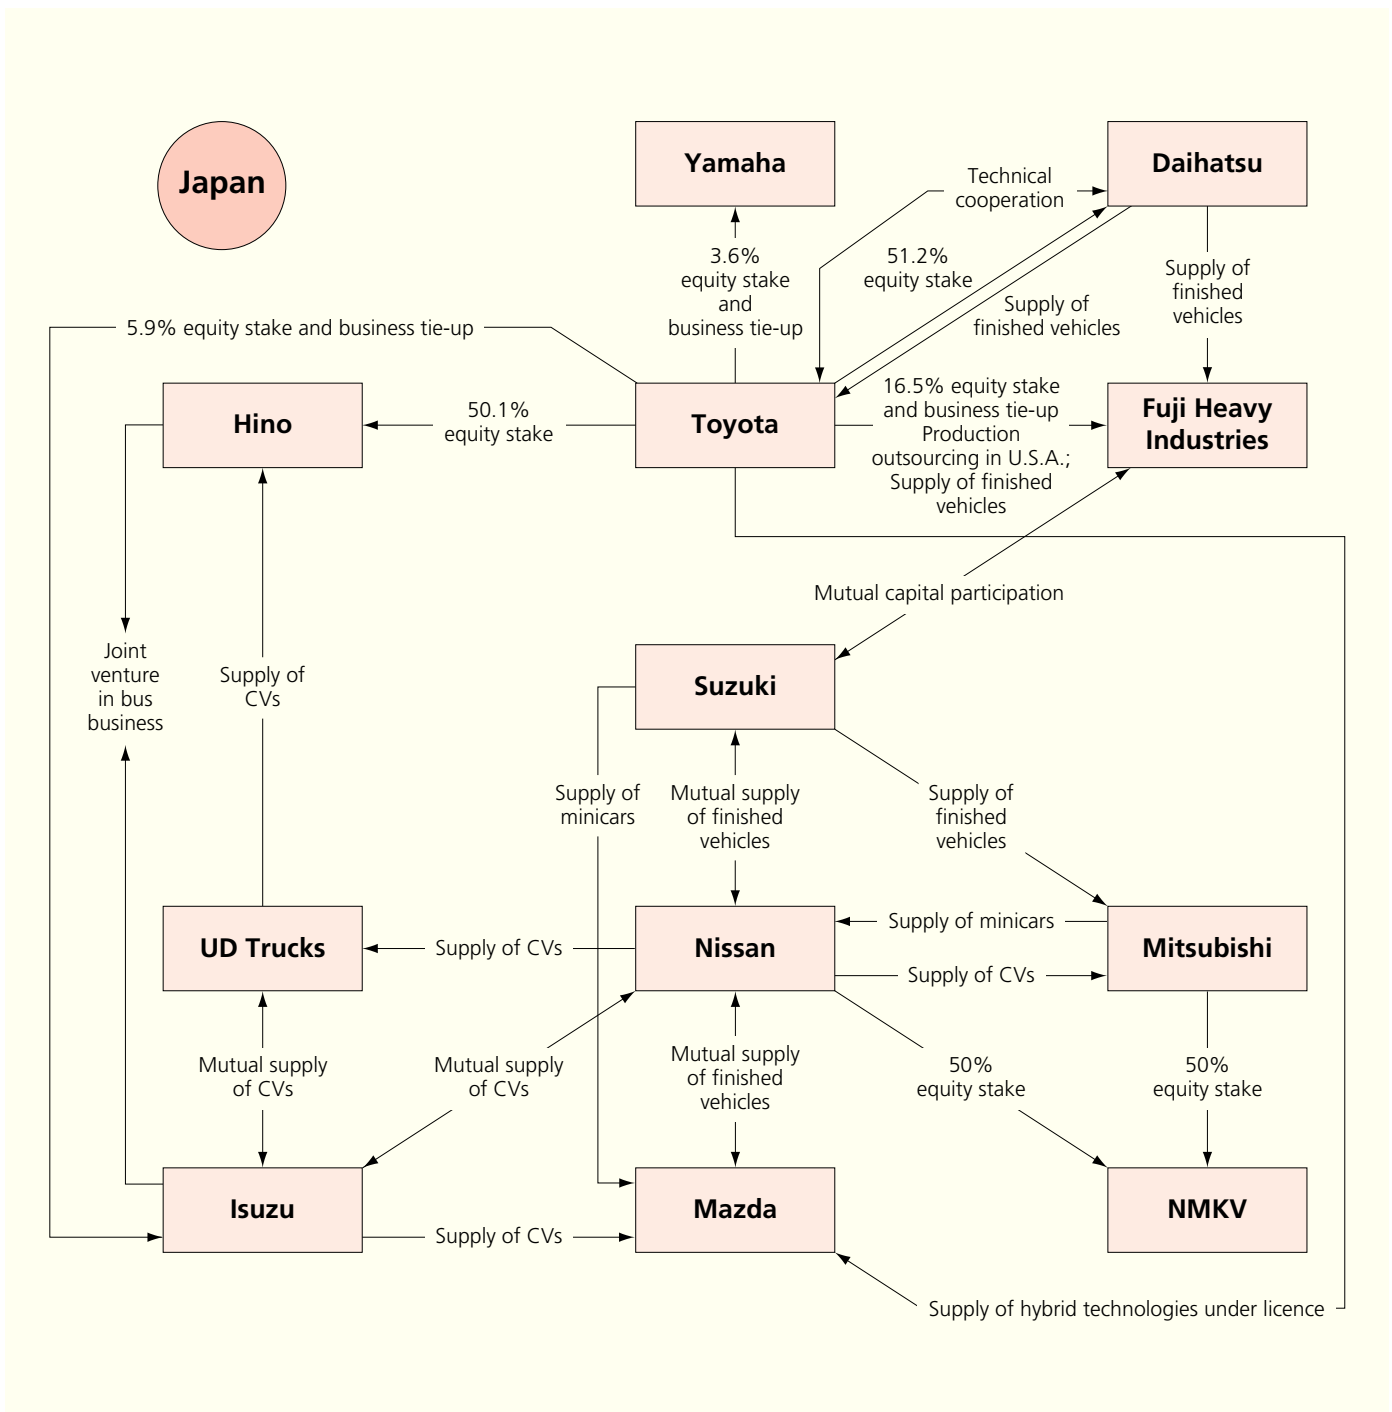 Japan
Yamaha
Daihatsu
Technical
cooperation
3.6%
equity stake
and
business tie-up
51.2%
equity stake
Supply of
finished vehicles
Supply of
finished
vehicles
5.9% equity stake and business tie-up
Hino
50.1%
equity stake
Toyota
16.5% equity stake
and business tie-up
Production
outsourcing in U.S.A.;
Supply of finished
vehicles
Fuji Heavy
Industries
Mutual capital participation
Joint
venture
in bus
business
Supply of
CVs
Suzuki
Supply of
minicars
Mutual supply
of finished
vehicles
Supply of
finished
vehicles
UD Trucks
Supply of CVs
Nissan
Supply of minicars
Supply of CVs
Mitsubishi
Mutual supply
of CVs
Mutual supply
of CVs
Mutual supply
of finished
vehicles
50%
equity stake
50%
equity stake
Isuzu
Supply of CVs
Mazda
NMKV
Supply of hybrid technologies under licence